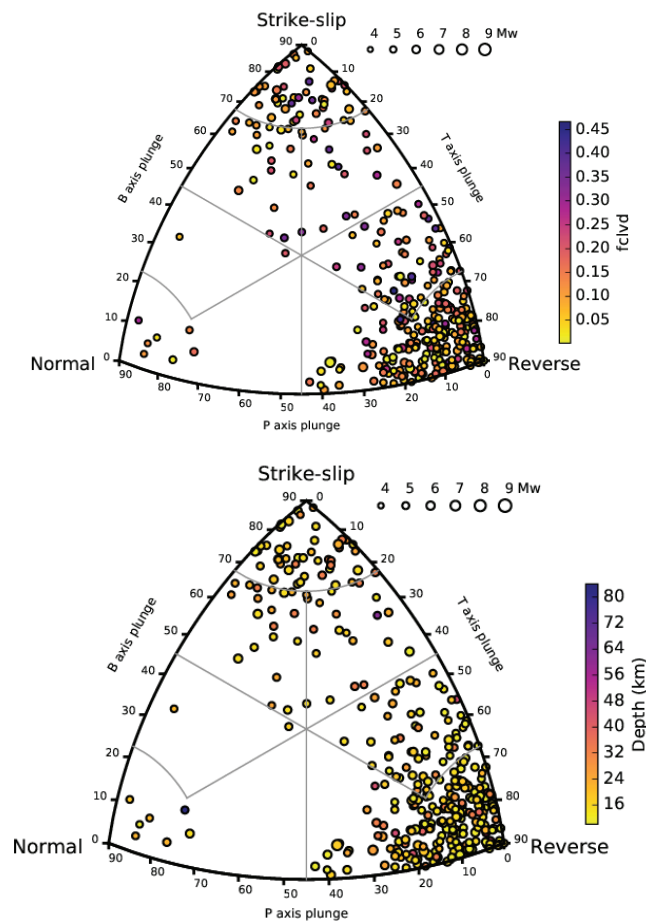 Strike-slip
4 5 6 7 8 9 Mw
90 0
80 10
70 20
60 30
50 40
40 50
30 60
20 70
10 80
0 90
B axis plunge
T axis plunge
Normal
Reverse
90 80 70 60 50 40 30 20 10 0
P axis plunge
0.45
0.40
0.35
0.30
0.25
0.20
0.15
0.10
0.05
fclvd
Strike-slip
4 5 6 7 8 9 Mw
90 0
80 10
70 20
60 30
50 40
40 50
30 60
20 70
10 80
0 90
B axis plunge
T axis plunge
Normal
Reverse
90 80 70 60 50 40 30 20 10 0
P axis plunge
80
72
64
56
48
40
32
24
16
Depth (km)